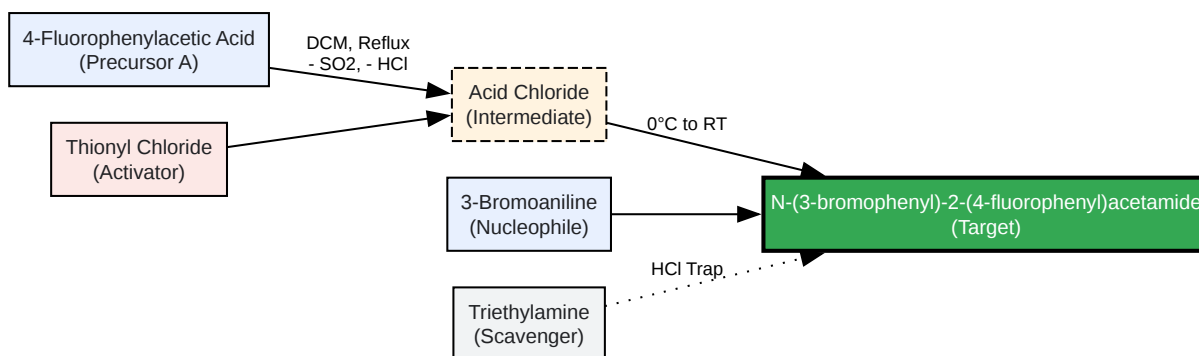 4-Fluorophenylacetic Acid
(Precursor A)
DCM, Reflux
- SO2, - HCl
Thionyl Chloride
(Activator)
Acid Chloride
(Intermediate)
0°C to RT
3-Bromoaniline
(Nucleophile)
N-(3-bromophenyl)-2-(4-fluorophenyl)acetamide
(Target)
HCl Trap
Triethylamine
(Scavenger)